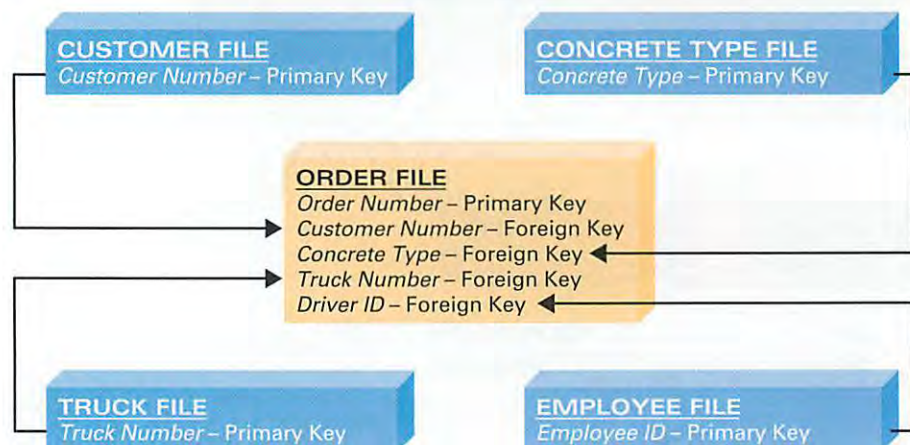 CUSTOMER FILE
Customer Number – Primary Key
CONCRETE TYPE FILE
Concrete Type – Primary Key
ORDER FILE
Order Number – Primary Key
Customer Number – Foreign Key
Concrete Type – Foreign Key
Truck Number – Foreign Key
Driver ID – Foreign Key
TRUCK FILE
Truck Number – Primary Key
EMPLOYEE FILE
Employee ID – Primary Key